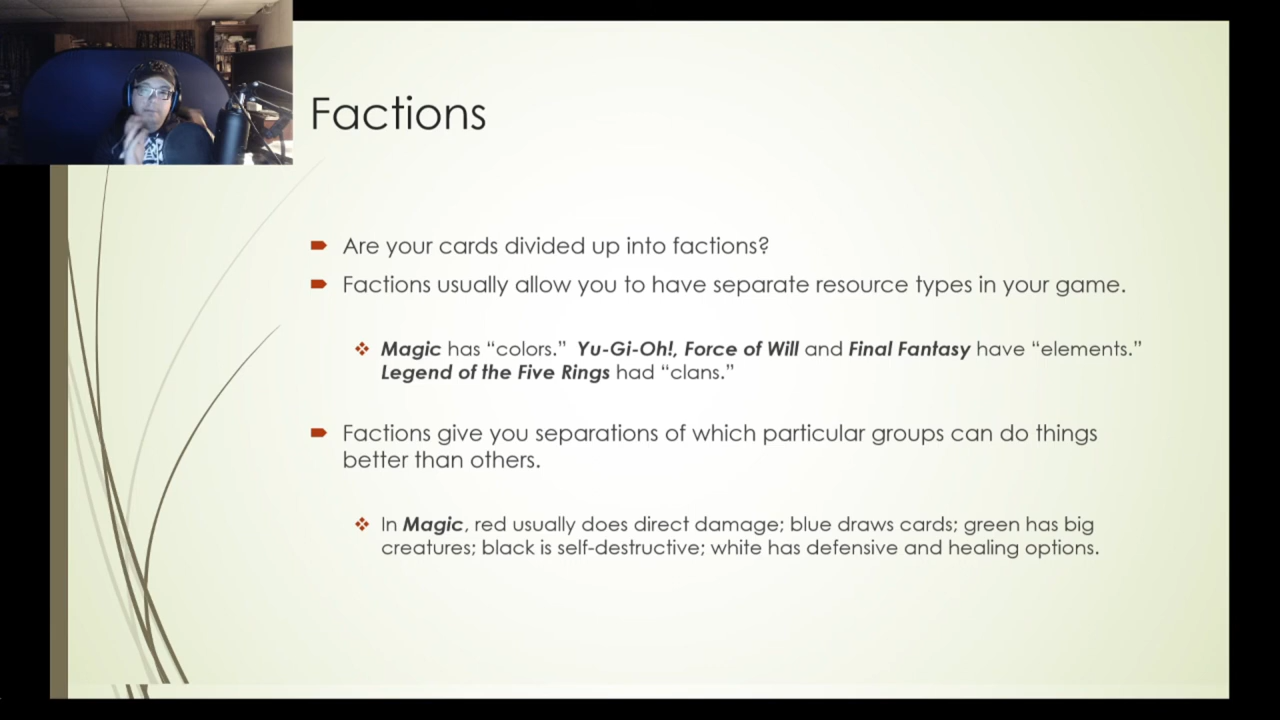 Factions
Are your cards divided up into factions?
Factions usually allow you to have separate resource types in your game.
Magic has “colors.” Yu-Gi-Oh!, Force of Will and Final Fantasy have “elements.”
Legend of the Five Rings had “clans.”
Factions give you separations of which particular groups can do things
better than others.
In Magic, red usually does direct damage; blue draws cards; green has big
creatures; black is self-destructive; white has defensive and healing options.